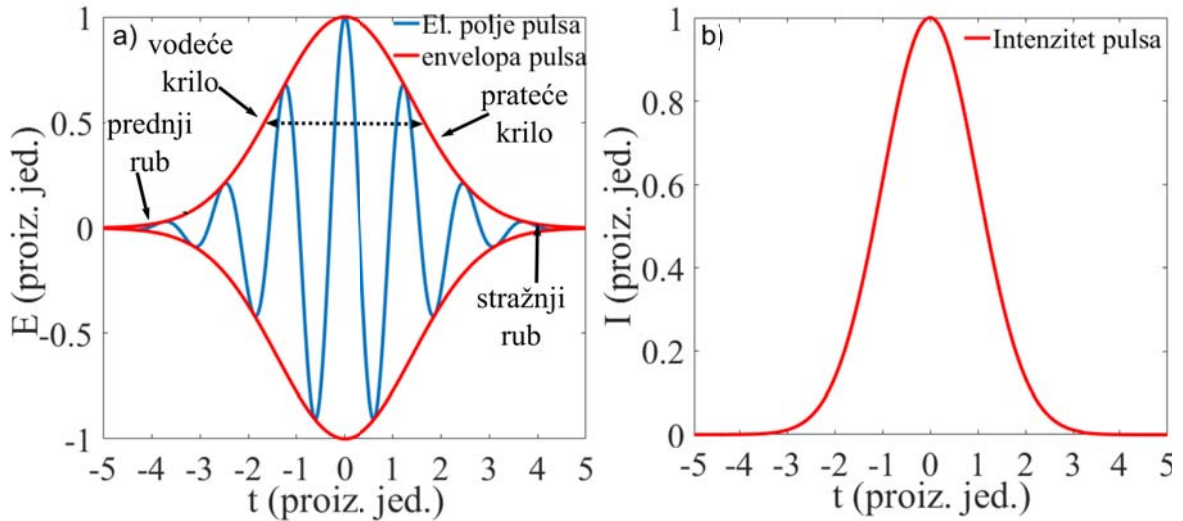 a)
El. polje pulsa
envelopa pulsa
vodeće
krilo
prateće
krilo
prednji
rub
stražnji
rub
1
0.5
0
-0.5
-1
E (proiz. jed.)
-5 -4 -3 -2 -1 0 1 2 3 4 5
t (proiz. jed.)
b)
Intenzitet pulsa
1
0.8
0.6
0.4
0.2
0
I (proiz. jed.)
-5 -4 -3 -2 -1 0 1 2 3 4 5
t (proiz. jed.)